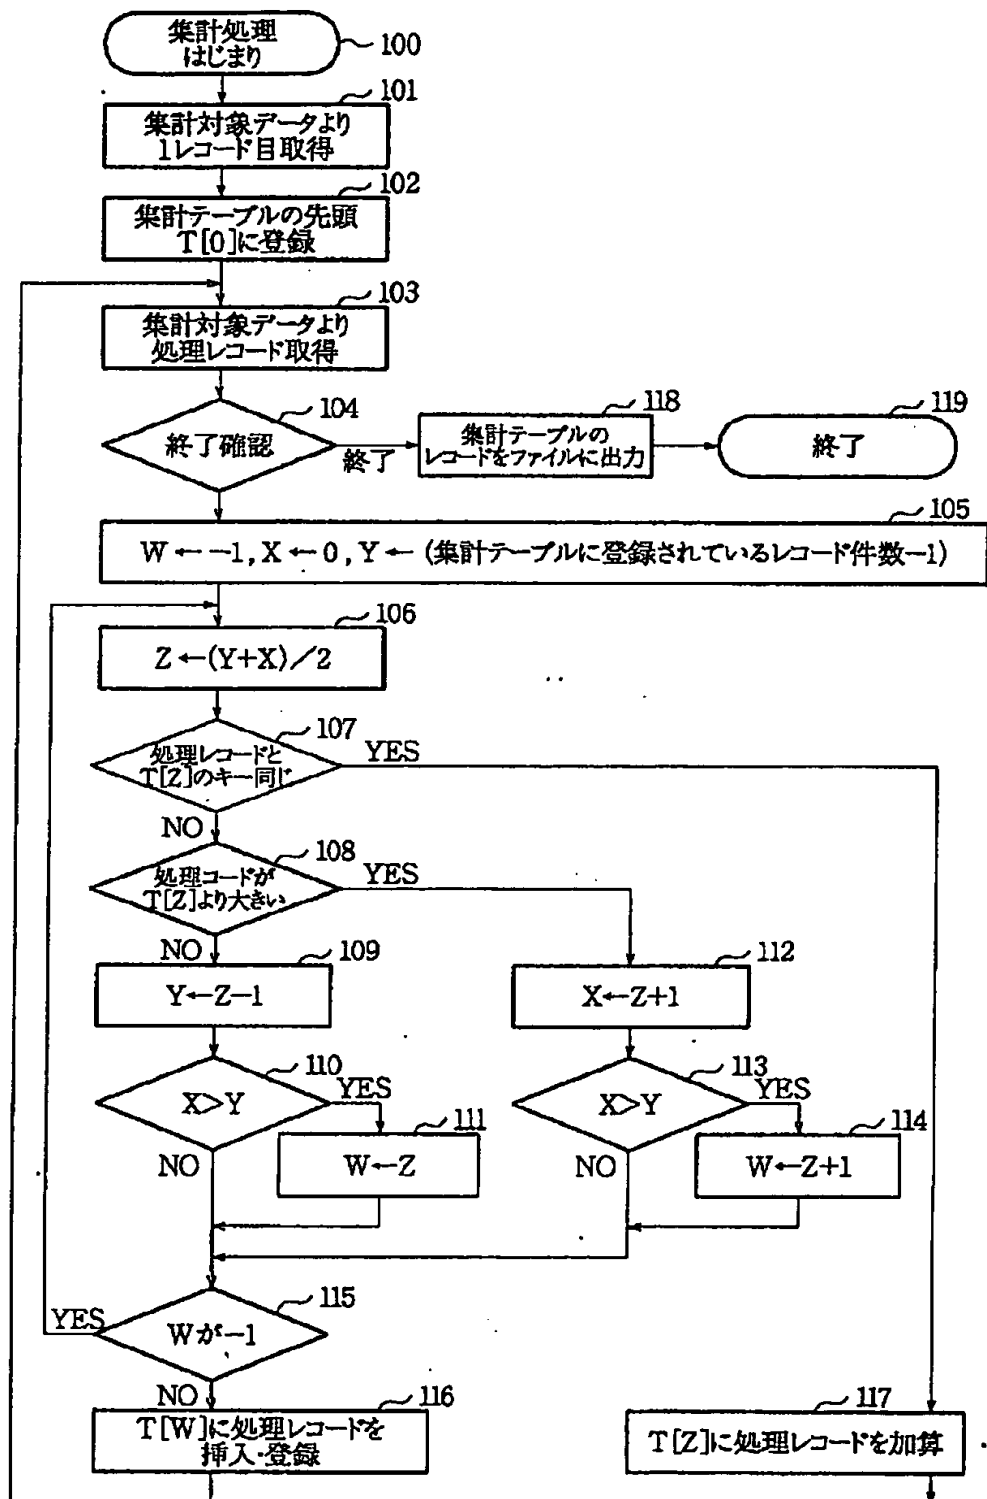 集計処理
はじまり
100
101
集計対象データより
1レコード目取得
102
集計テーブルの先頭
T[0]に登録
103
集計対象データより
処理レコード取得
104
終了確認
終了
118
集計テーブルの
レコードをファイルに出力
119
終了
105
W←−1,X←0,Y←(集計テーブルに登録されているレコード件数−1)
106
Z←(Y+X)/2
107
処理レコードと
T[Z]のキー同じ
YES
NO
108
処理コードが
T[Z]より大きい
YES
NO
109
Y←Z−1
112
X←Z+1
110
X>Y
YES
NO
111
W←Z
113
X>Y
YES
NO
114
W←Z+1
115
Wが−1
YES
NO
116
T[W]に処理レコードを
挿入・登録
117
T[Z]に処理レコードを加算